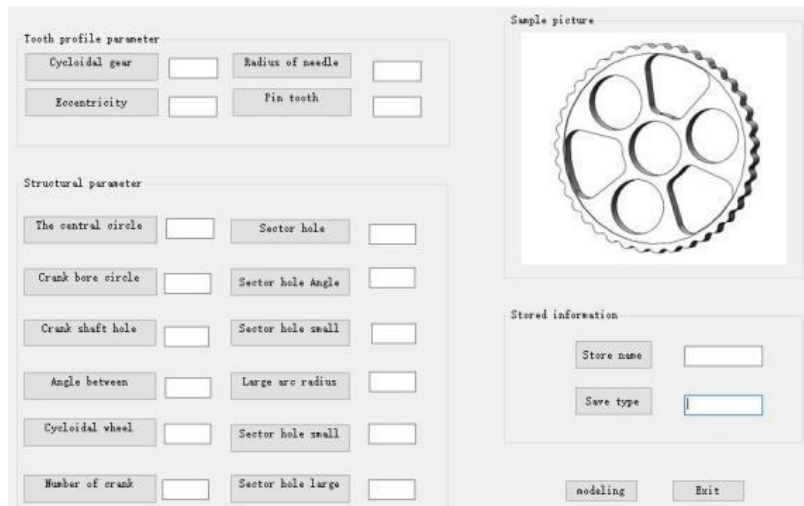 Tooth profile parameter
Cycloidal gear
Radius of needle
Eccentricity
Pin tooth
Structural parameter
The central circle
Sector hole
Crank bore circle
Sector hole Angle
Crank shaft hole
Sector hole small
Angle between
Large arc radius
Cycloidal wheel
Sector hole small
Number of crank
Sector hole large
Sample picture
Stored information
Store name
Save type
modeling
Exit